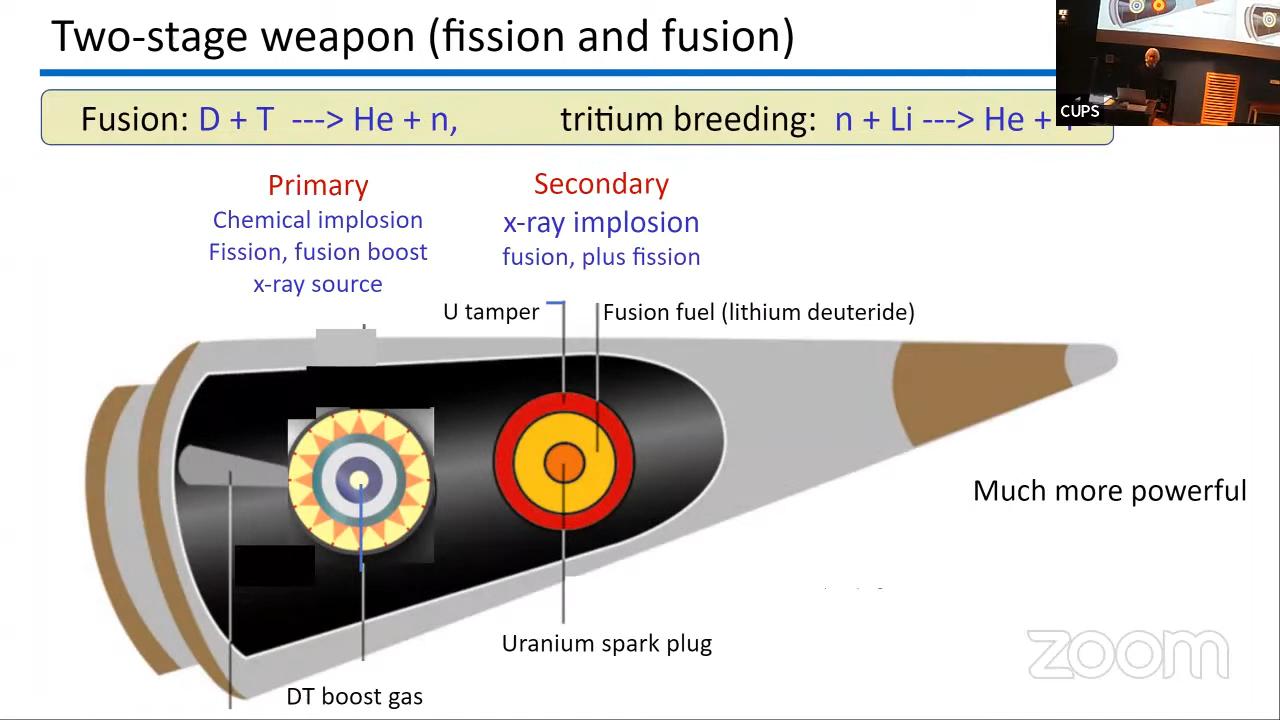 Two-stage weapon (fission and fusion)
CUPS
Fusion: D + T ---> He + n, tritium breeding: n + Li ---> He +
Primary
Chemical implosion
Fission, fusion boost
x-ray source
Secondary
x-ray implosion
fusion, plus fission
U tamper
Fusion fuel (lithium deuteride)
Much more powerful
Uranium spark plug
DT boost gas
zoom